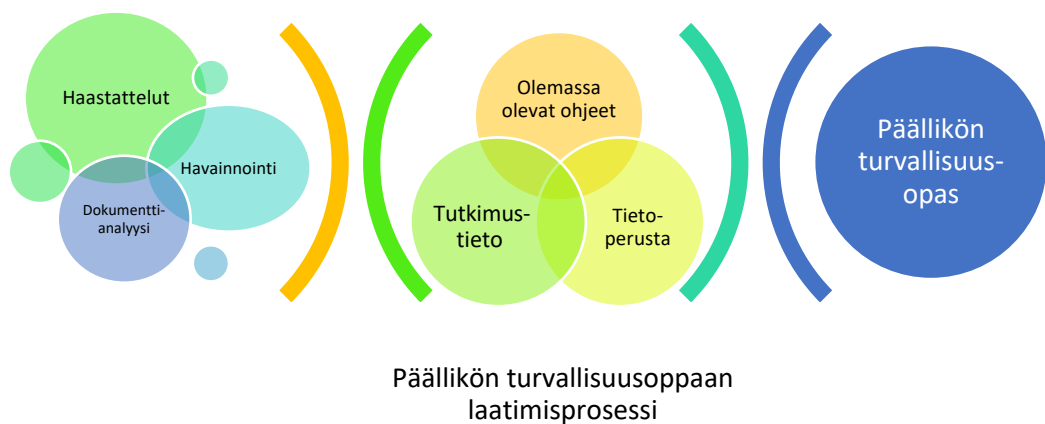 Haastattelut
Havainnointi
Dokumentti-
analyysi
Olemassa
olevat ohjeet
Tutkimus-
tieto
Tieto-
perusta
Päällikön
turvallisuus-
opas
Päällikön turvallisuusoppaan
laatimisprosessi